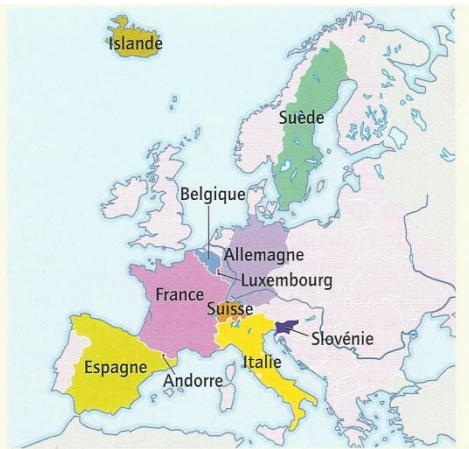 Islande
Suède
Belgique
Allemagne
Luxembourg
France
Suisse
Slovénie
Espagne
Andorre
Italie